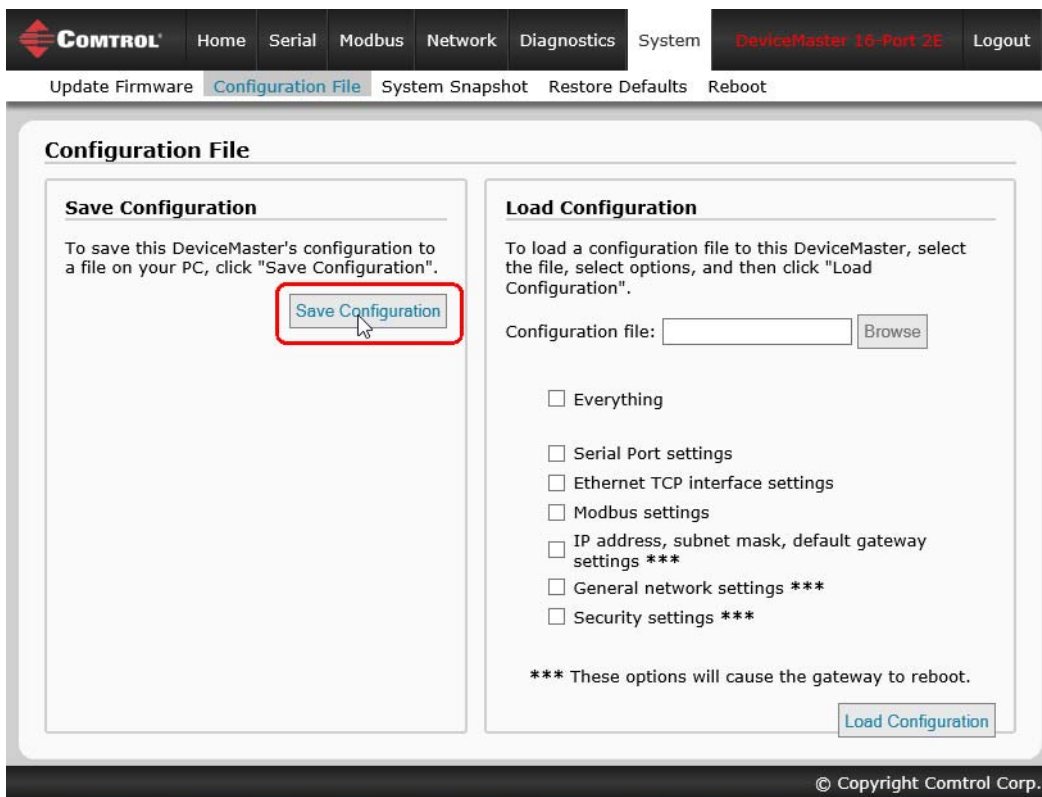 COMTROL Home Serial Modbus Network Diagnostics System DeviceMaster 16-Port 2E Logout
Update Firmware Configuration File System Snapshot Restore Defaults Reboot
Configuration File
Save Configuration
To save this DeviceMaster's configuration to
a file on your PC, click "Save Configuration".
Save Configuration
Load Configuration
To load a configuration file to this DeviceMaster, select
the file, select options, and then click "Load
Configuration".
Configuration file: Browse
Everything
Serial Port settings
Ethernet TCP interface settings
Modbus settings
IP address, subnet mask, default gateway
settings ***
General network settings ***
Security settings ***
*** These options will cause the gateway to reboot.
Load Configuration
© Copyright Comtrol Corp.